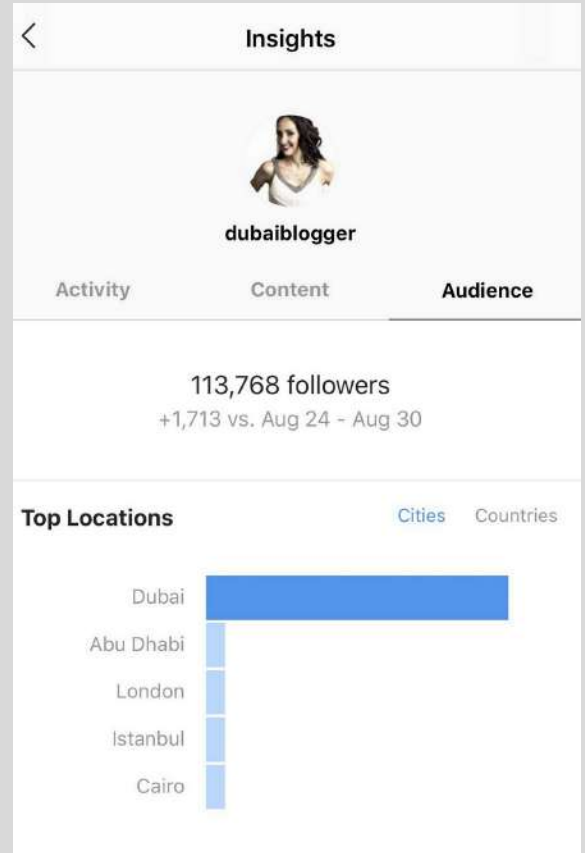 Insights
dubaiblogger
Activity Content Audience
113,768 followers
+1,713 vs. Aug 24 - Aug 30
Top Locations Cities Countries
Dubai
Abu Dhabi
London
Istanbul
Cairo